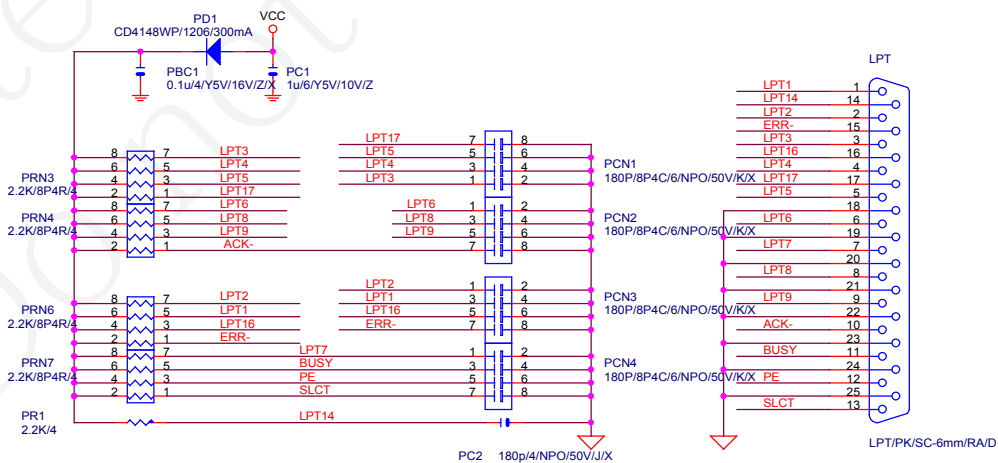 PD1
VCC
CD4148WP/1206/300mA
PBC1
0.1u/4/Y5V/16V/Z/X
PC1
1u/6/Y5V/10V/Z
8 7 LPT3
6 5 LPT4
4 3 LPT5
2 1 LPT17
PRN3
2.2K/8P4R/4
8 7 LPT6
6 5 LPT8
4 3 LPT9
2 1 ACK-
PRN4
2.2K/8P4R/4
8 7 LPT2
6 5 LPT1
4 3 LPT16
2 1 ERR-
PRN6
2.2K/8P4R/4
8 7 LPT7
6 5 BUSY
4 3 PE
2 1 SLCT
PRN7
2.2K/8P4R/4
PR1
2.2K/4
LPT14
LPT17 7 8
LPT5 5 6
LPT4 3 4
LPT3 1 2
PCN1
180P/8P4C/6/NPO/50V/K/X
LPT6 1 2
LPT8 3 4
LPT9 5 6
7 8
PCN2
180P/8P4C/6/NPO/50V/K/X
LPT2 1 2
LPT1 3 4
LPT16 5 6
ERR- 7 8
PCN3
180P/8P4C/6/NPO/50V/K/X
1 2
3 4
5 6
7 8
PCN4
180P/8P4C/6/NPO/50V/K/X
PC2 180p/4/NPO/50V/J/X
LPT
LPT1 1
LPT14 14
LPT2 2
ERR- 15
LPT3 3
LPT16 16
LPT4 4
LPT17 17
LPT5 5
18
LPT6 6
19
LPT7 7
20
LPT8 8
21
LPT9 9
22
ACK- 10
23
BUSY 11
24
PE 12
25
SLCT 13
LPT/PK/SC-6mm/RA/D